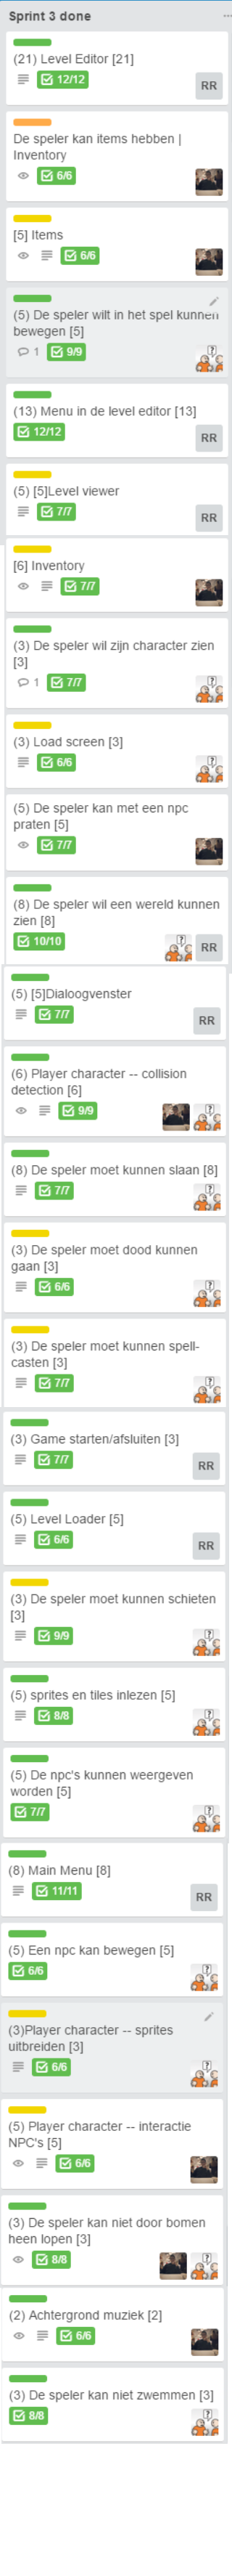 Sprint 3 done
(21) Level Editor [21]
12/12
RR
De speler kan items hebben |
Inventory
6/6
[5] Items
6/6
(5) De speler wilt in het spel kunnen
bewegen [5]
1 9/9
(13) Menu in de level editor [13]
12/12
RR
(5) [5]Level viewer
7/7
RR
[6] Inventory
7/7
(3) De speler wil zijn character zien
[3]
1 7/7
(3) Load screen [3]
6/6
(5) De speler kan met een npc
praten [5]
7/7
(8) De speler wil een wereld kunnen
zien [8]
10/10
RR
(5) [5]Dialoogvenster
7/7
RR
(6) Player character -- collision
detection [6]
9/9
(8) De speler moet kunnen slaan [8]
7/7
(3) De speler moet dood kunnen
gaan [3]
6/6
(3) De speler moet kunnen spell-
casten [3]
7/7
(3) Game starten/afsluiten [3]
7/7
RR
(5) Level Loader [5]
6/6
RR
(3) De speler moet kunnen schieten
[3]
9/9
(5) sprites en tiles inlezen [5]
8/8
(5) De npc's kunnen weergeven
worden [5]
7/7
(8) Main Menu [8]
11/11
RR
(5) Een npc kan bewegen [5]
6/6
(3)Player character -- sprites
uitbreiden [3]
6/6
(5) Player character -- interactie
NPC's [5]
6/6
(3) De speler kan niet door bomen
heen lopen [3]
8/8
(2) Achtergrond muziek [2]
6/6
(3) De speler kan niet zwemmen [3]
8/8